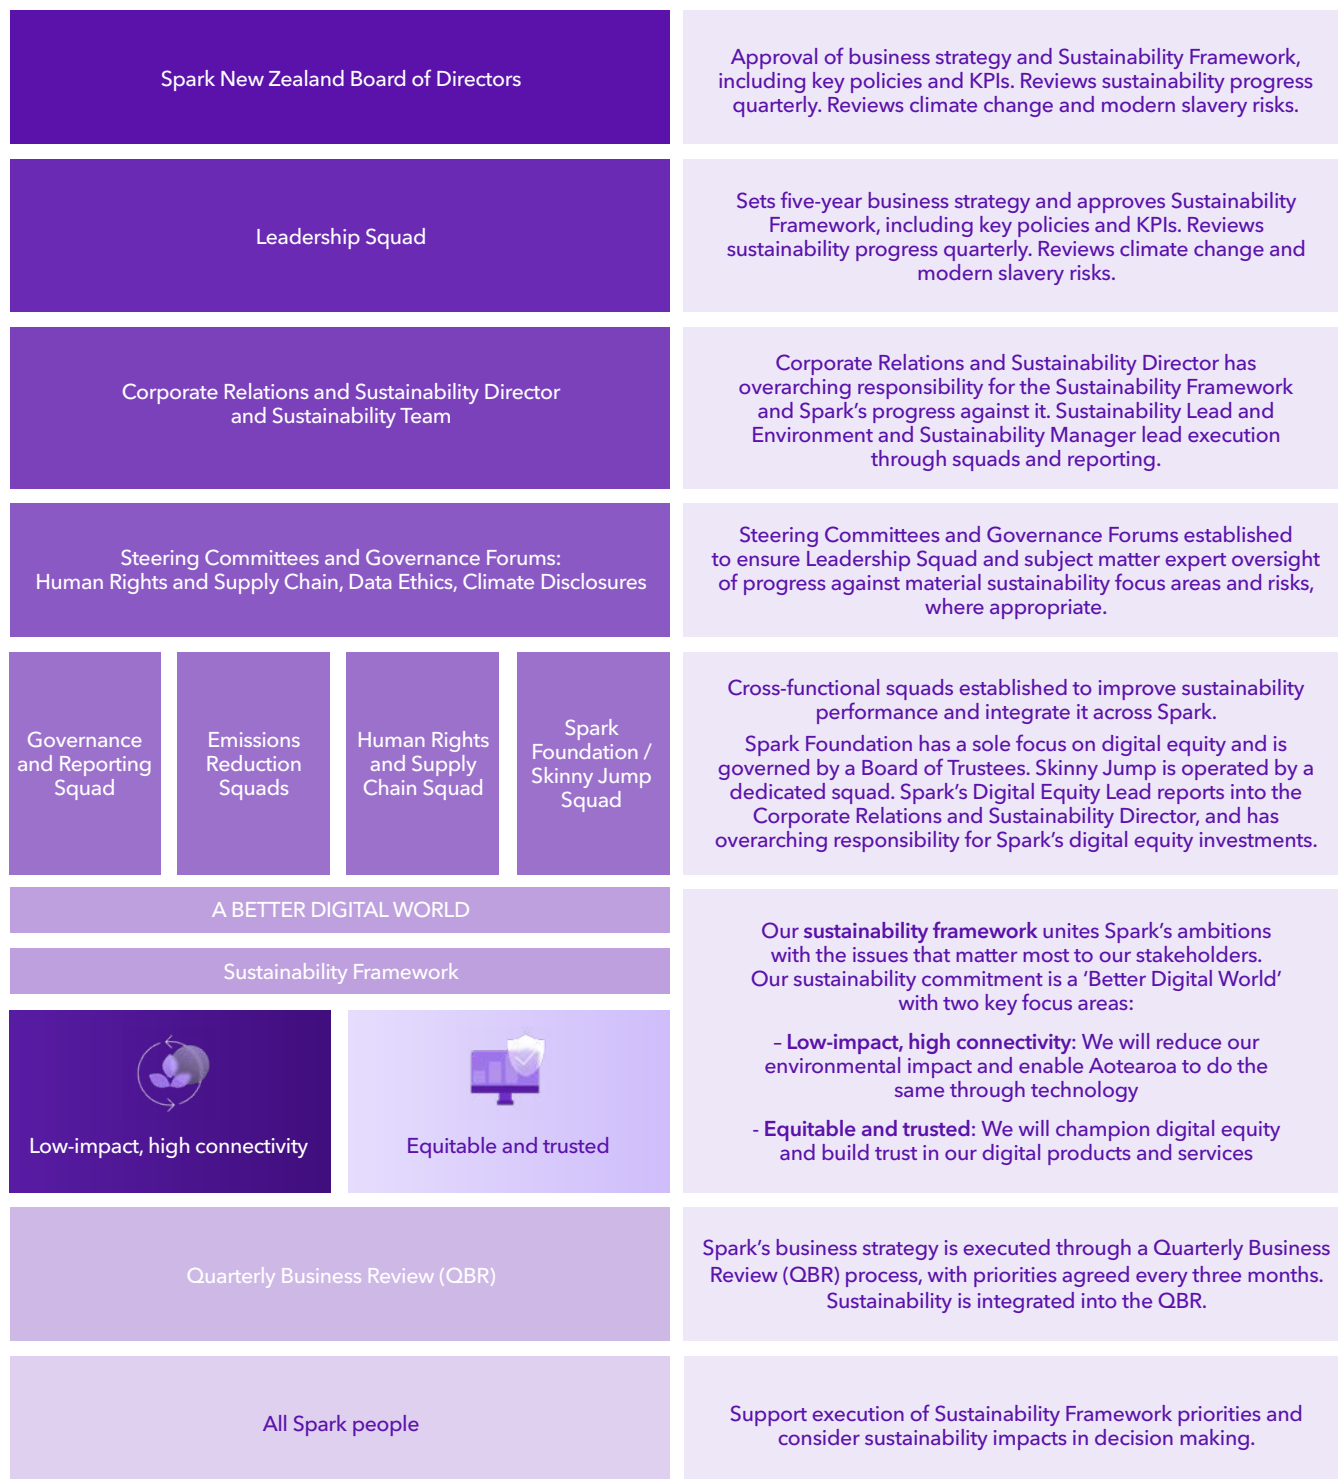 Spark New Zealand Board of Directors
Approval of business strategy and Sustainability Framework,
including key policies and KPIs. Reviews sustainability progress
quarterly. Reviews climate change and modern slavery risks.
Leadership Squad
Sets five-year business strategy and approves Sustainability
Framework, including key policies and KPIs. Reviews
sustainability progress quarterly. Reviews climate change and
modern slavery risks.
Corporate Relations and Sustainability Director
and Sustainability Team
Corporate Relations and Sustainability Director has
overarching responsibility for the Sustainability Framework
and Spark’s progress against it. Sustainability Lead and
Environment and Sustainability Manager lead execution
through squads and reporting.
Steering Committees and Governance Forums:
Human Rights and Supply Chain, Data Ethics, Climate Disclosures
Steering Committees and Governance Forums established
to ensure Leadership Squad and subject matter expert oversight
of progress against material sustainability focus areas and risks,
where appropriate.
Governance
and Reporting
Squad
Emissions
Reduction
Squads
Human Rights
and Supply
Chain Squad
Spark
Foundation /
Skinny Jump
Squad
Cross-functional squads established to improve sustainability
performance and integrate it across Spark.
Spark Foundation has a sole focus on digital equity and is
governed by a Board of Trustees. Skinny Jump is operated by a
dedicated squad. Spark’s Digital Equity Lead reports into the
Corporate Relations and Sustainability Director, and has
overarching responsibility for Spark’s digital equity investments.
A BETTER DIGITAL WORLD
Sustainability Framework
Low-impact, high connectivity
Equitable and trusted
Our sustainability framework unites Spark’s ambitions
with the issues that matter most to our stakeholders.
Our sustainability commitment is a ‘Better Digital World’
with two key focus areas:
– Low-impact, high connectivity: We will reduce our
environmental impact and enable Aotearoa to do the
same through technology
- Equitable and trusted: We will champion digital equity
and build trust in our digital products and services
Quarterly Business Review (QBR)
Spark’s business strategy is executed through a Quarterly Business
Review (QBR) process, with priorities agreed every three months.
Sustainability is integrated into the QBR.
All Spark people
Support execution of Sustainability Framework priorities and
consider sustainability impacts in decision making.